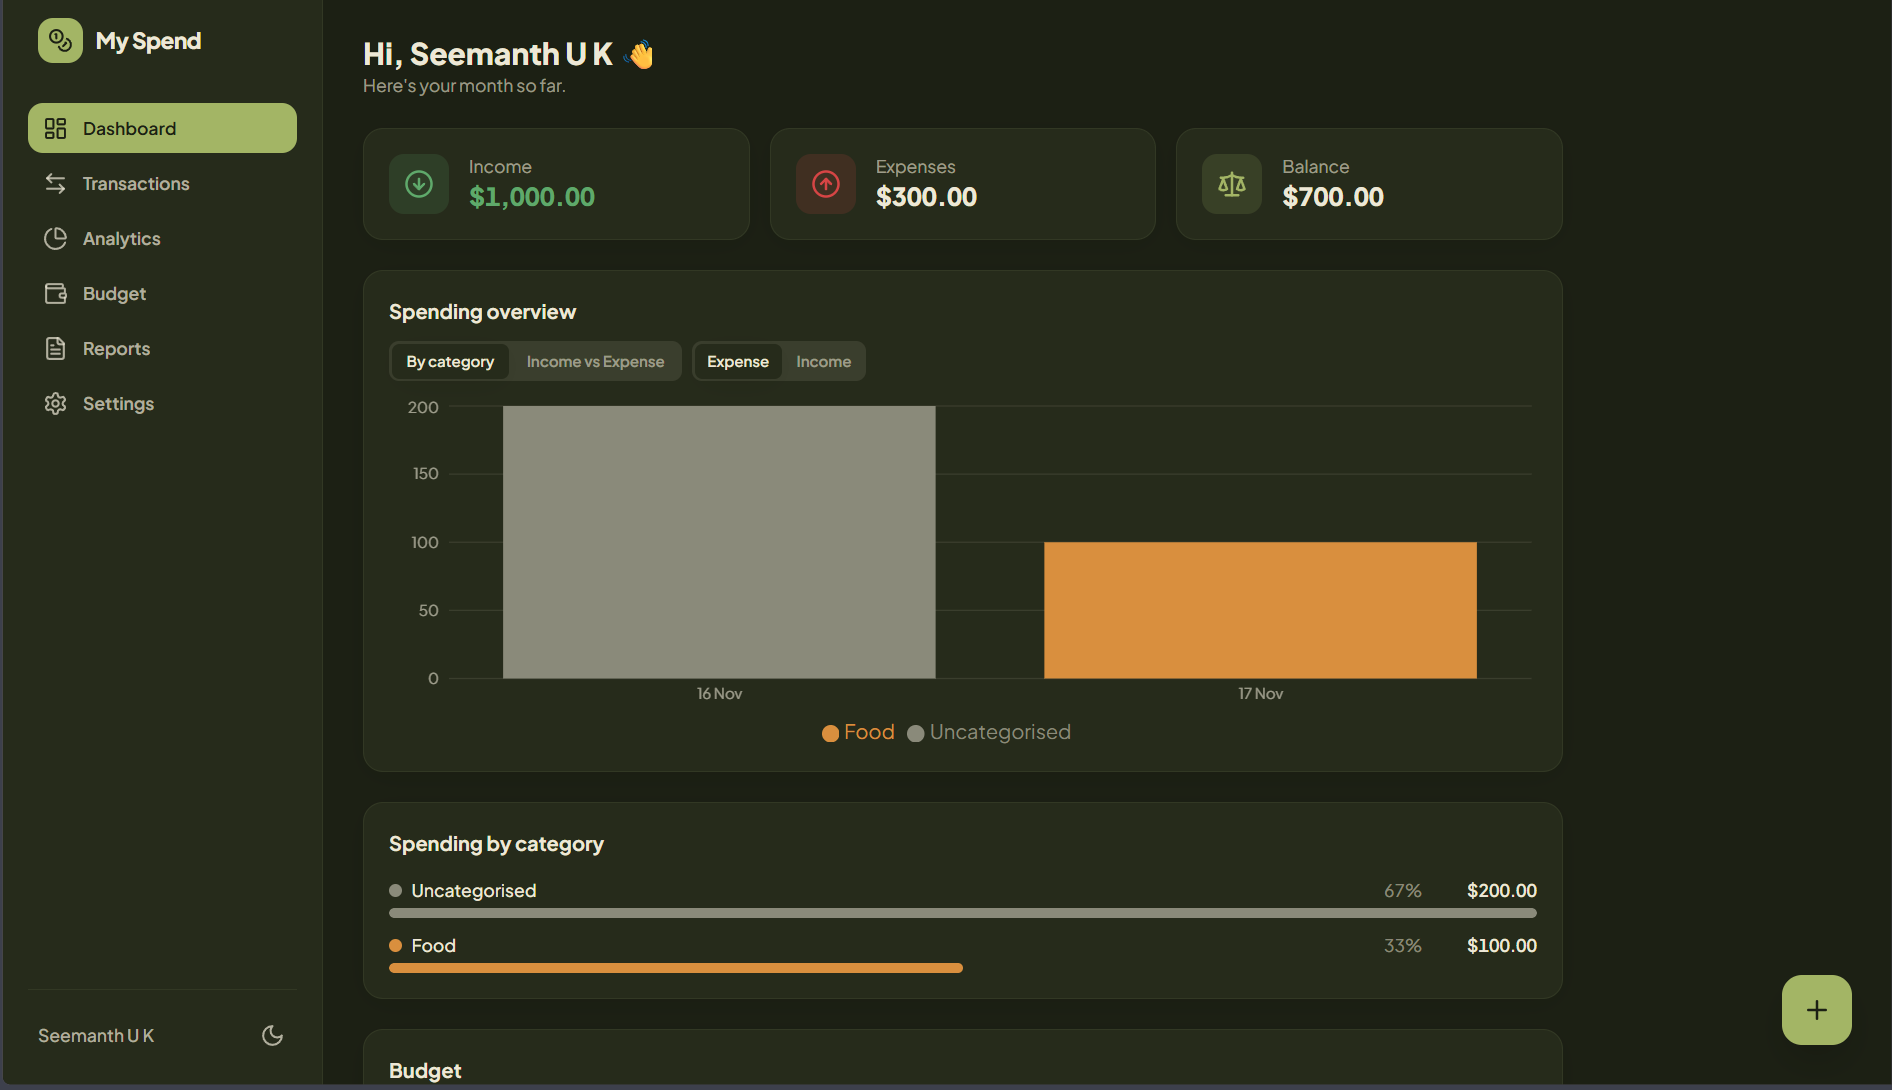 My Spend
Dashboard
Transactions
Analytics
Budget
Reports
Settings
Seemanth U K
Hi, Seemanth U K 👋
Here's your month so far.
Income
$1,000.00
Expenses
$300.00
Balance
$700.00
Spending overview
By category Income vs Expense Expense Income
200
150
100
50
0
16 Nov 17 Nov
Food Uncategorised
Spending by category
Uncategorised 67% $200.00
Food 33% $100.00
Budget